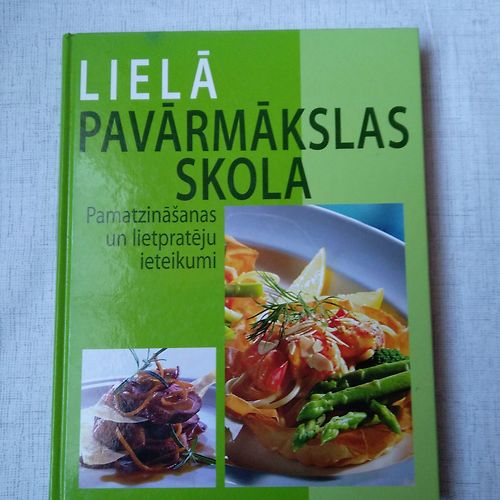 LIELĀ
PAVĀRMĀKSLAS
SKOLA
Pamatzināšanas
un lietpratēju
ieteikumi